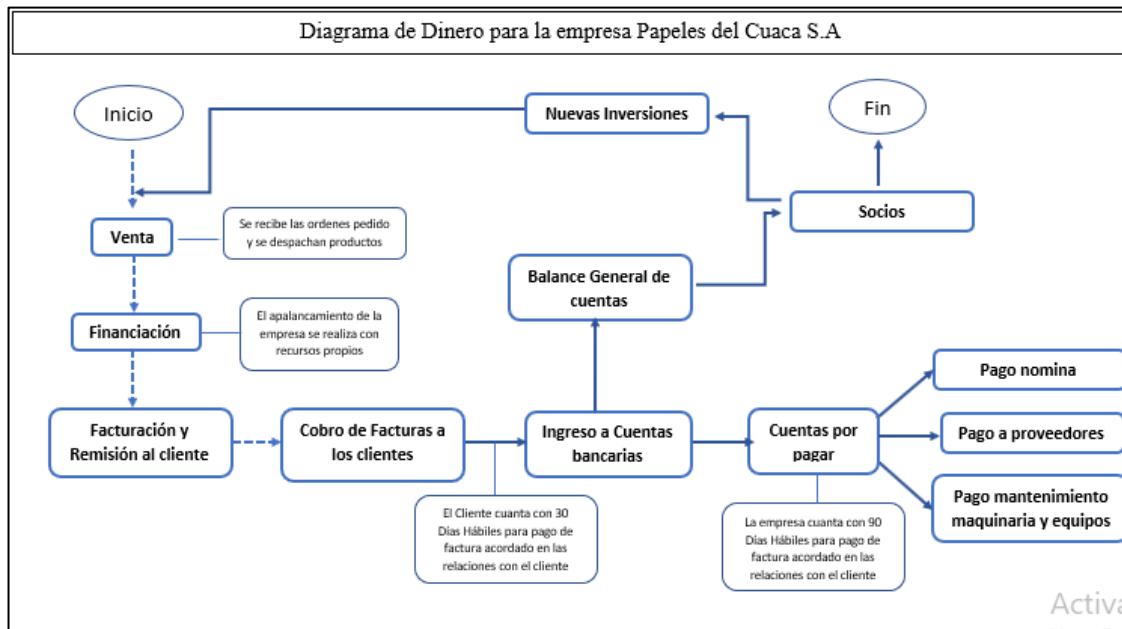 Diagrama de Dinero para la empresa Papeles del Cuaca S.A
Inicio
Nuevas Inversiones
Fin
Socios
Venta
Se recibe las ordenes pedido
y se despachan productos
Balance General de
cuentas
Financiación
El apalancamiento de la
empresa se realiza con
recursos propios
Pago nomina
Facturación y
Remisión al cliente
Cobro de Facturas a
los clientes
Ingreso a Cuentas
bancarias
Cuentas por
pagar
Pago a proveedores
Pago mantenimiento
maquinaria y equipos
El Cliente cuanta con 30
Días Hábiles para pago de
factura acordado en las
relaciones con el cliente
La empresa cuanta con 90
Días Hábiles para pago de
factura acordado en las
relaciones con el cliente
Activa